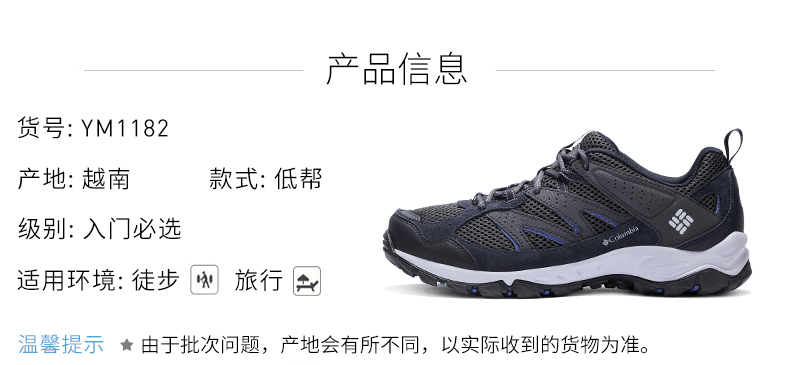 产品信息
货号: YM1182
产地: 越南 款式: 低帮
级别: 入门必选
适用环境: 徒步 旅行
Columbia
温馨提示 ★ 由于批次问题，产地会有所不同，以实际收到的货物为准。